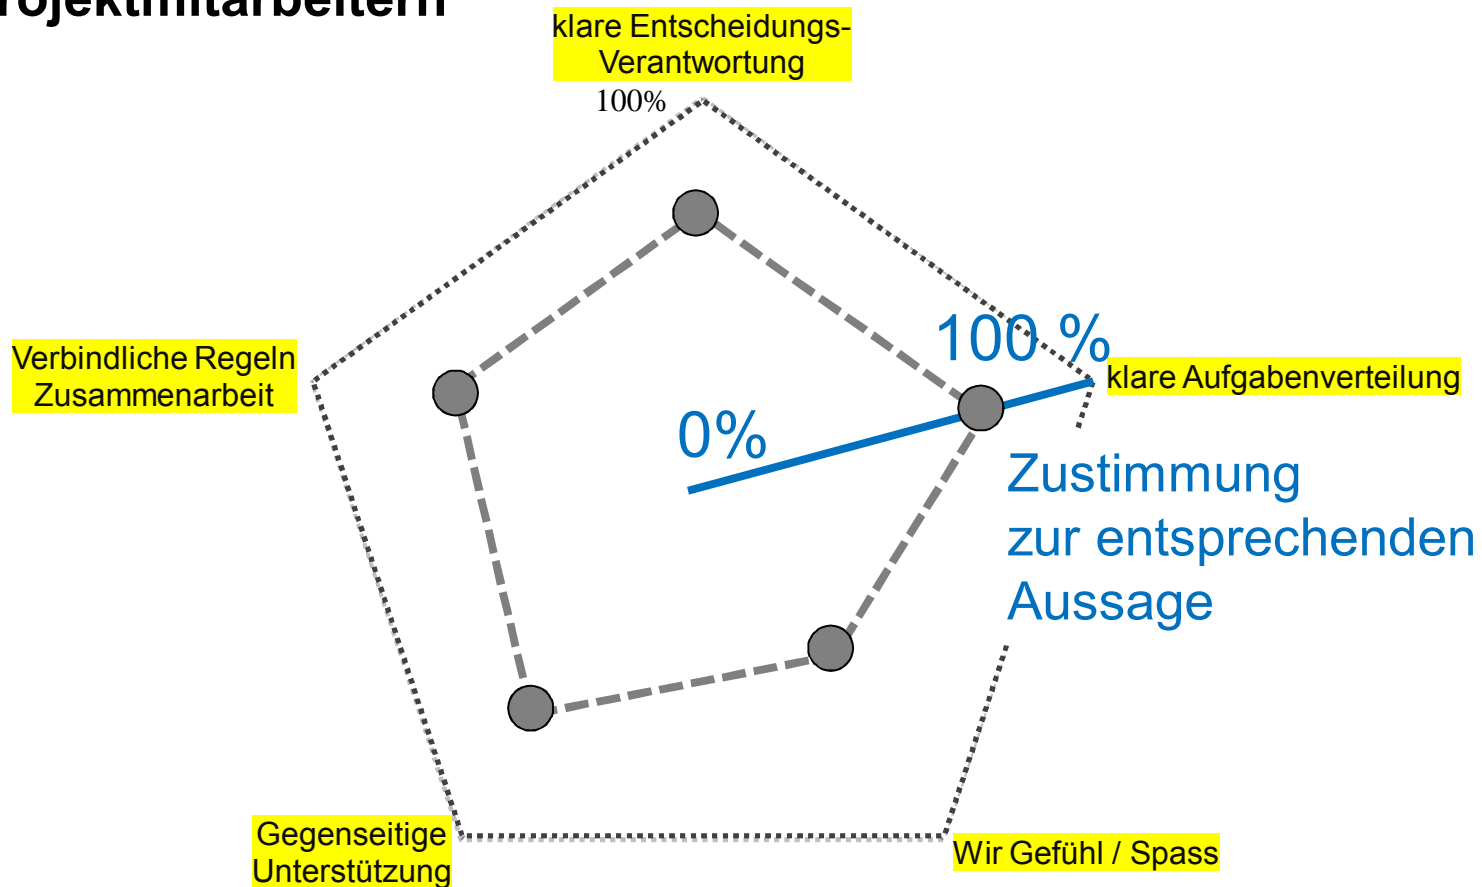 rojektmitarbeitern
klare Entscheidungs-
Verantwortung
100%
100 %
Verbindliche Regeln
Zusammenarbeit
klare Aufgabenverteilung
0%
Zustimmung
zur entsprechenden
Aussage
Gegenseitige
Unterstützung
Wir Gefühl / Spass